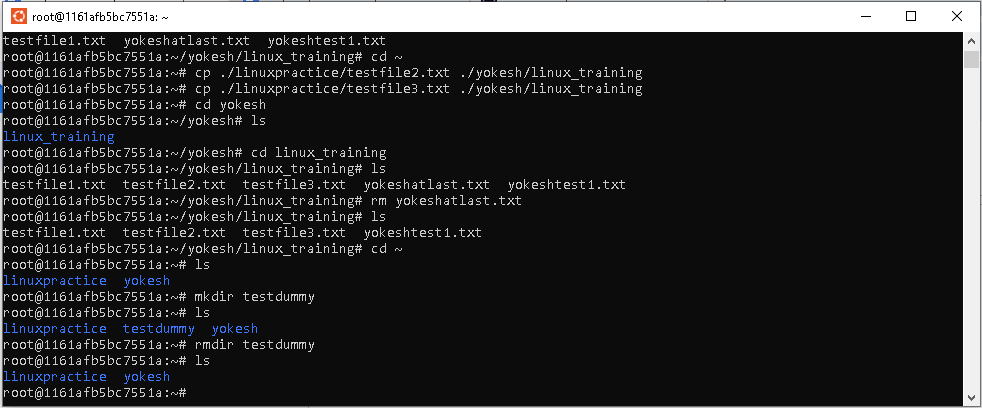 root@1161afb5bc7551a: ~
testfile1.txt  yokeshatlast.txt  yokeshtest1.txt
root@1161afb5bc7551a:~/yokesh/linux_training# cd ~
root@1161afb5bc7551a:~# cp ./linuxpractice/testfile2.txt ./yokesh/linux_training
root@1161afb5bc7551a:~# cp ./linuxpractice/testfile3.txt ./yokesh/linux_training
root@1161afb5bc7551a:~# cd yokesh
root@1161afb5bc7551a:~/yokesh# ls
linux_training
root@1161afb5bc7551a:~/yokesh# cd linux_training
root@1161afb5bc7551a:~/yokesh/linux_training# ls
testfile1.txt  testfile2.txt  testfile3.txt  yokeshatlast.txt  yokeshtest1.txt
root@1161afb5bc7551a:~/yokesh/linux_training# rm yokeshatlast.txt
root@1161afb5bc7551a:~/yokesh/linux_training# ls
testfile1.txt  testfile2.txt  testfile3.txt  yokeshtest1.txt
root@1161afb5bc7551a:~/yokesh/linux_training# cd ~
root@1161afb5bc7551a:~# ls
linuxpractice  yokesh
root@1161afb5bc7551a:~# mkdir testdummy
root@1161afb5bc7551a:~# ls
linuxpractice  testdummy  yokesh
root@1161afb5bc7551a:~# rmdir testdummy
root@1161afb5bc7551a:~# ls
linuxpractice  yokesh
root@1161afb5bc7551a:~#